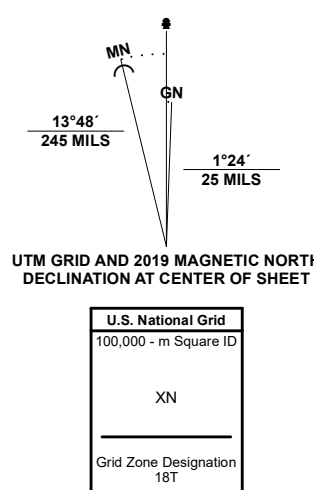 MN
GN
13°48´
245 MILS
1°24´
25 MILS
UTM GRID AND 2019 MAGNETIC NORTH
DECLINATION AT CENTER OF SHEET
U.S. National Grid
100,000 - m Square ID
XN
Grid Zone Designation
18T